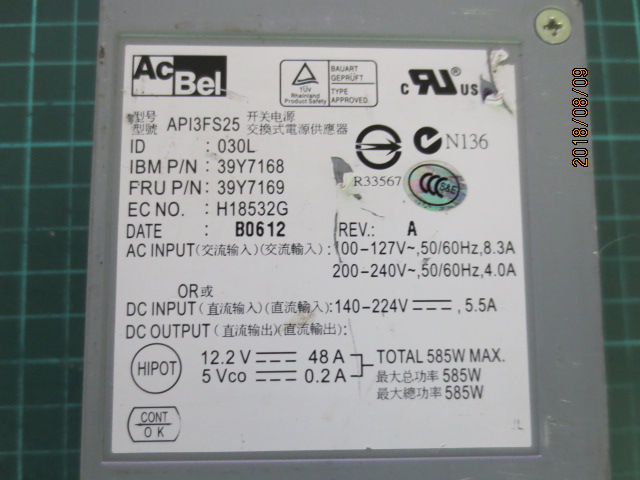 AcBel
TÜV
Rheinland
Product Safety
BAUART
GEPRÜFT
TYPE
APPROVED
C US
2018/08/09
型号 开关电源
型號 API3FS25 交換式電源供應器
N136
ID : 030L
IBM P/N : 39Y7168
R33567
S&E
FRU P/N : 39Y7169
EC NO. : H18532G
DATE : B0612 REV.: A
AC INPUT(交流输入)(交流輸入) : 100-127V~,50/60Hz,8.3A
200-240V~,50/60Hz,4.0A
OR或
DC INPUT (直流输入)(直流輸入) : 140-224V⎓, 5.5A
DC OUTPUT (直流输出)(直流輸出):
HIPOT
12.2V⎓ 48A TOTAL 585W MAX.
5Vco⎓ 0.2A 最大总功率 585W
最大總功率 585W
CONT
OK